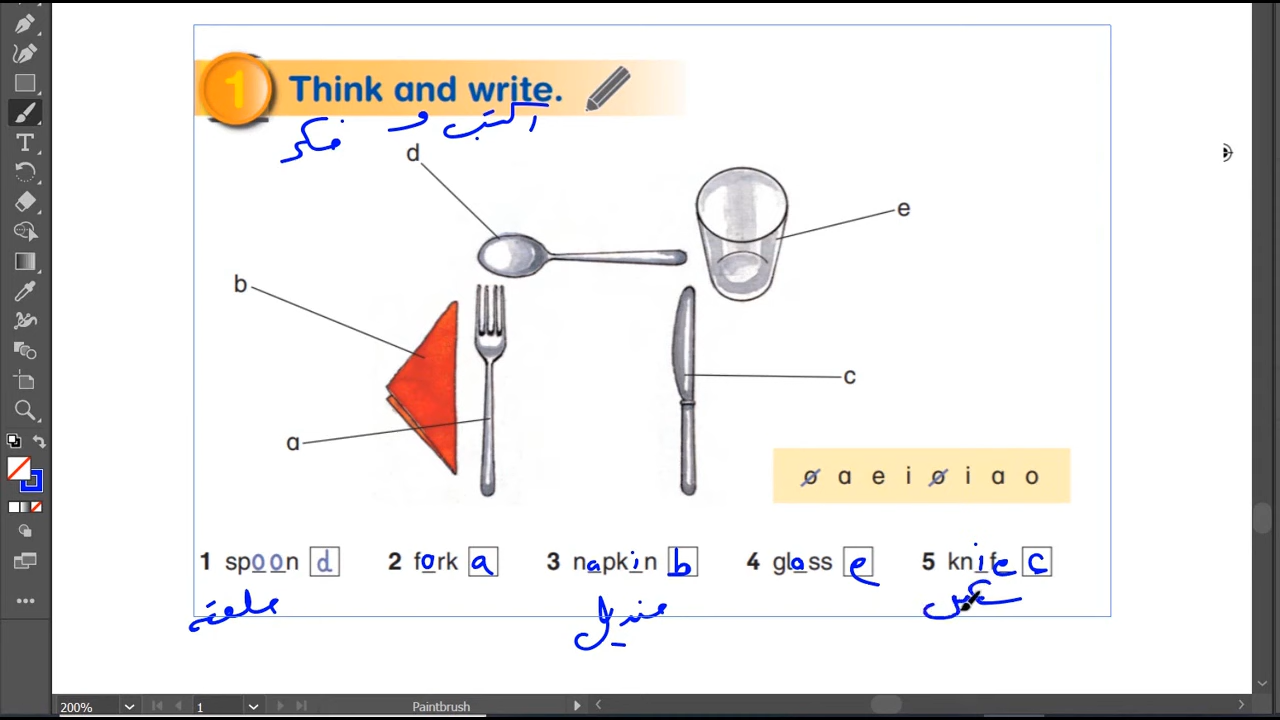 1 Think and write.
فكر و اكتب
d
e
b
c
a
o a e i o i a o
1 spoon d 2 fork a 3 napkin b 4 glass e 5 knife c
ملعقة منديل
200% 1 Paintbrush